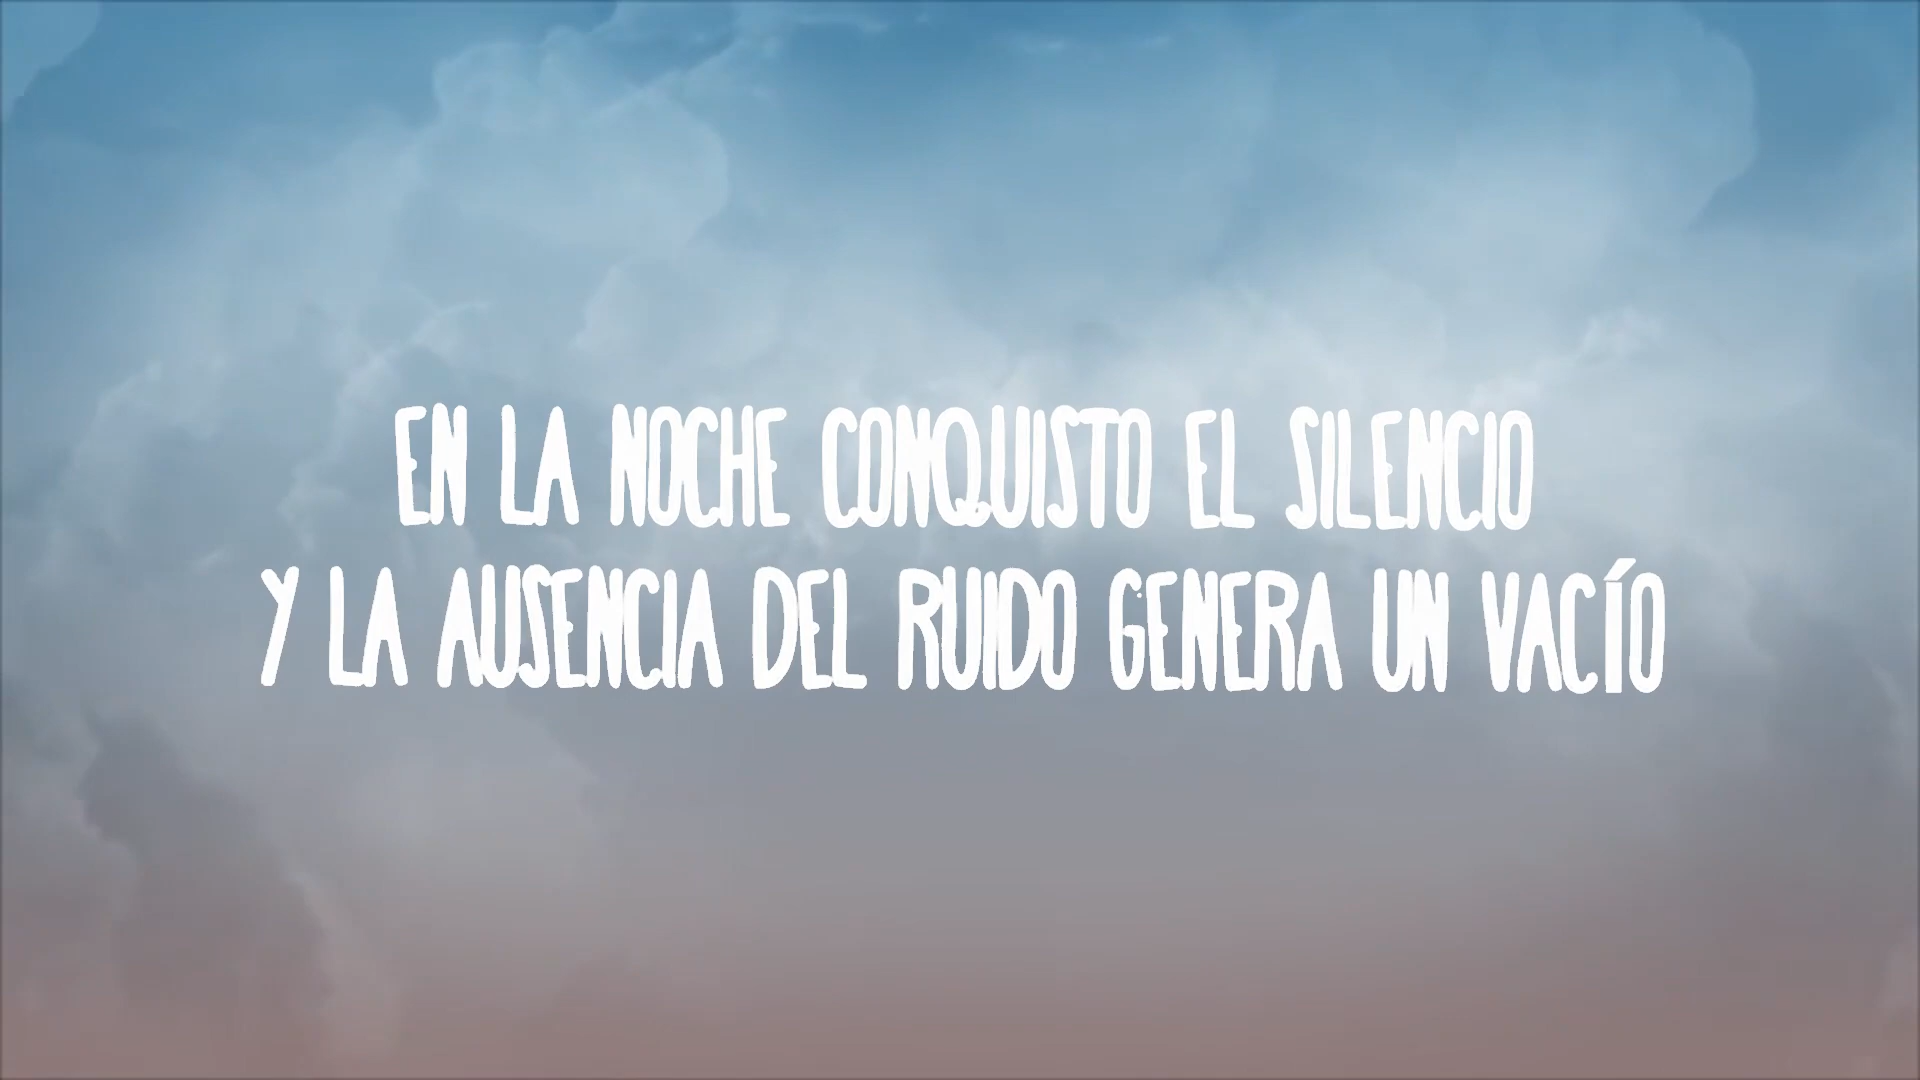 EN LA NOCHE CONQUISTO EL SILENCIO
Y LA AUSENCIA DEL RUIDO GENERA UN VACÍO